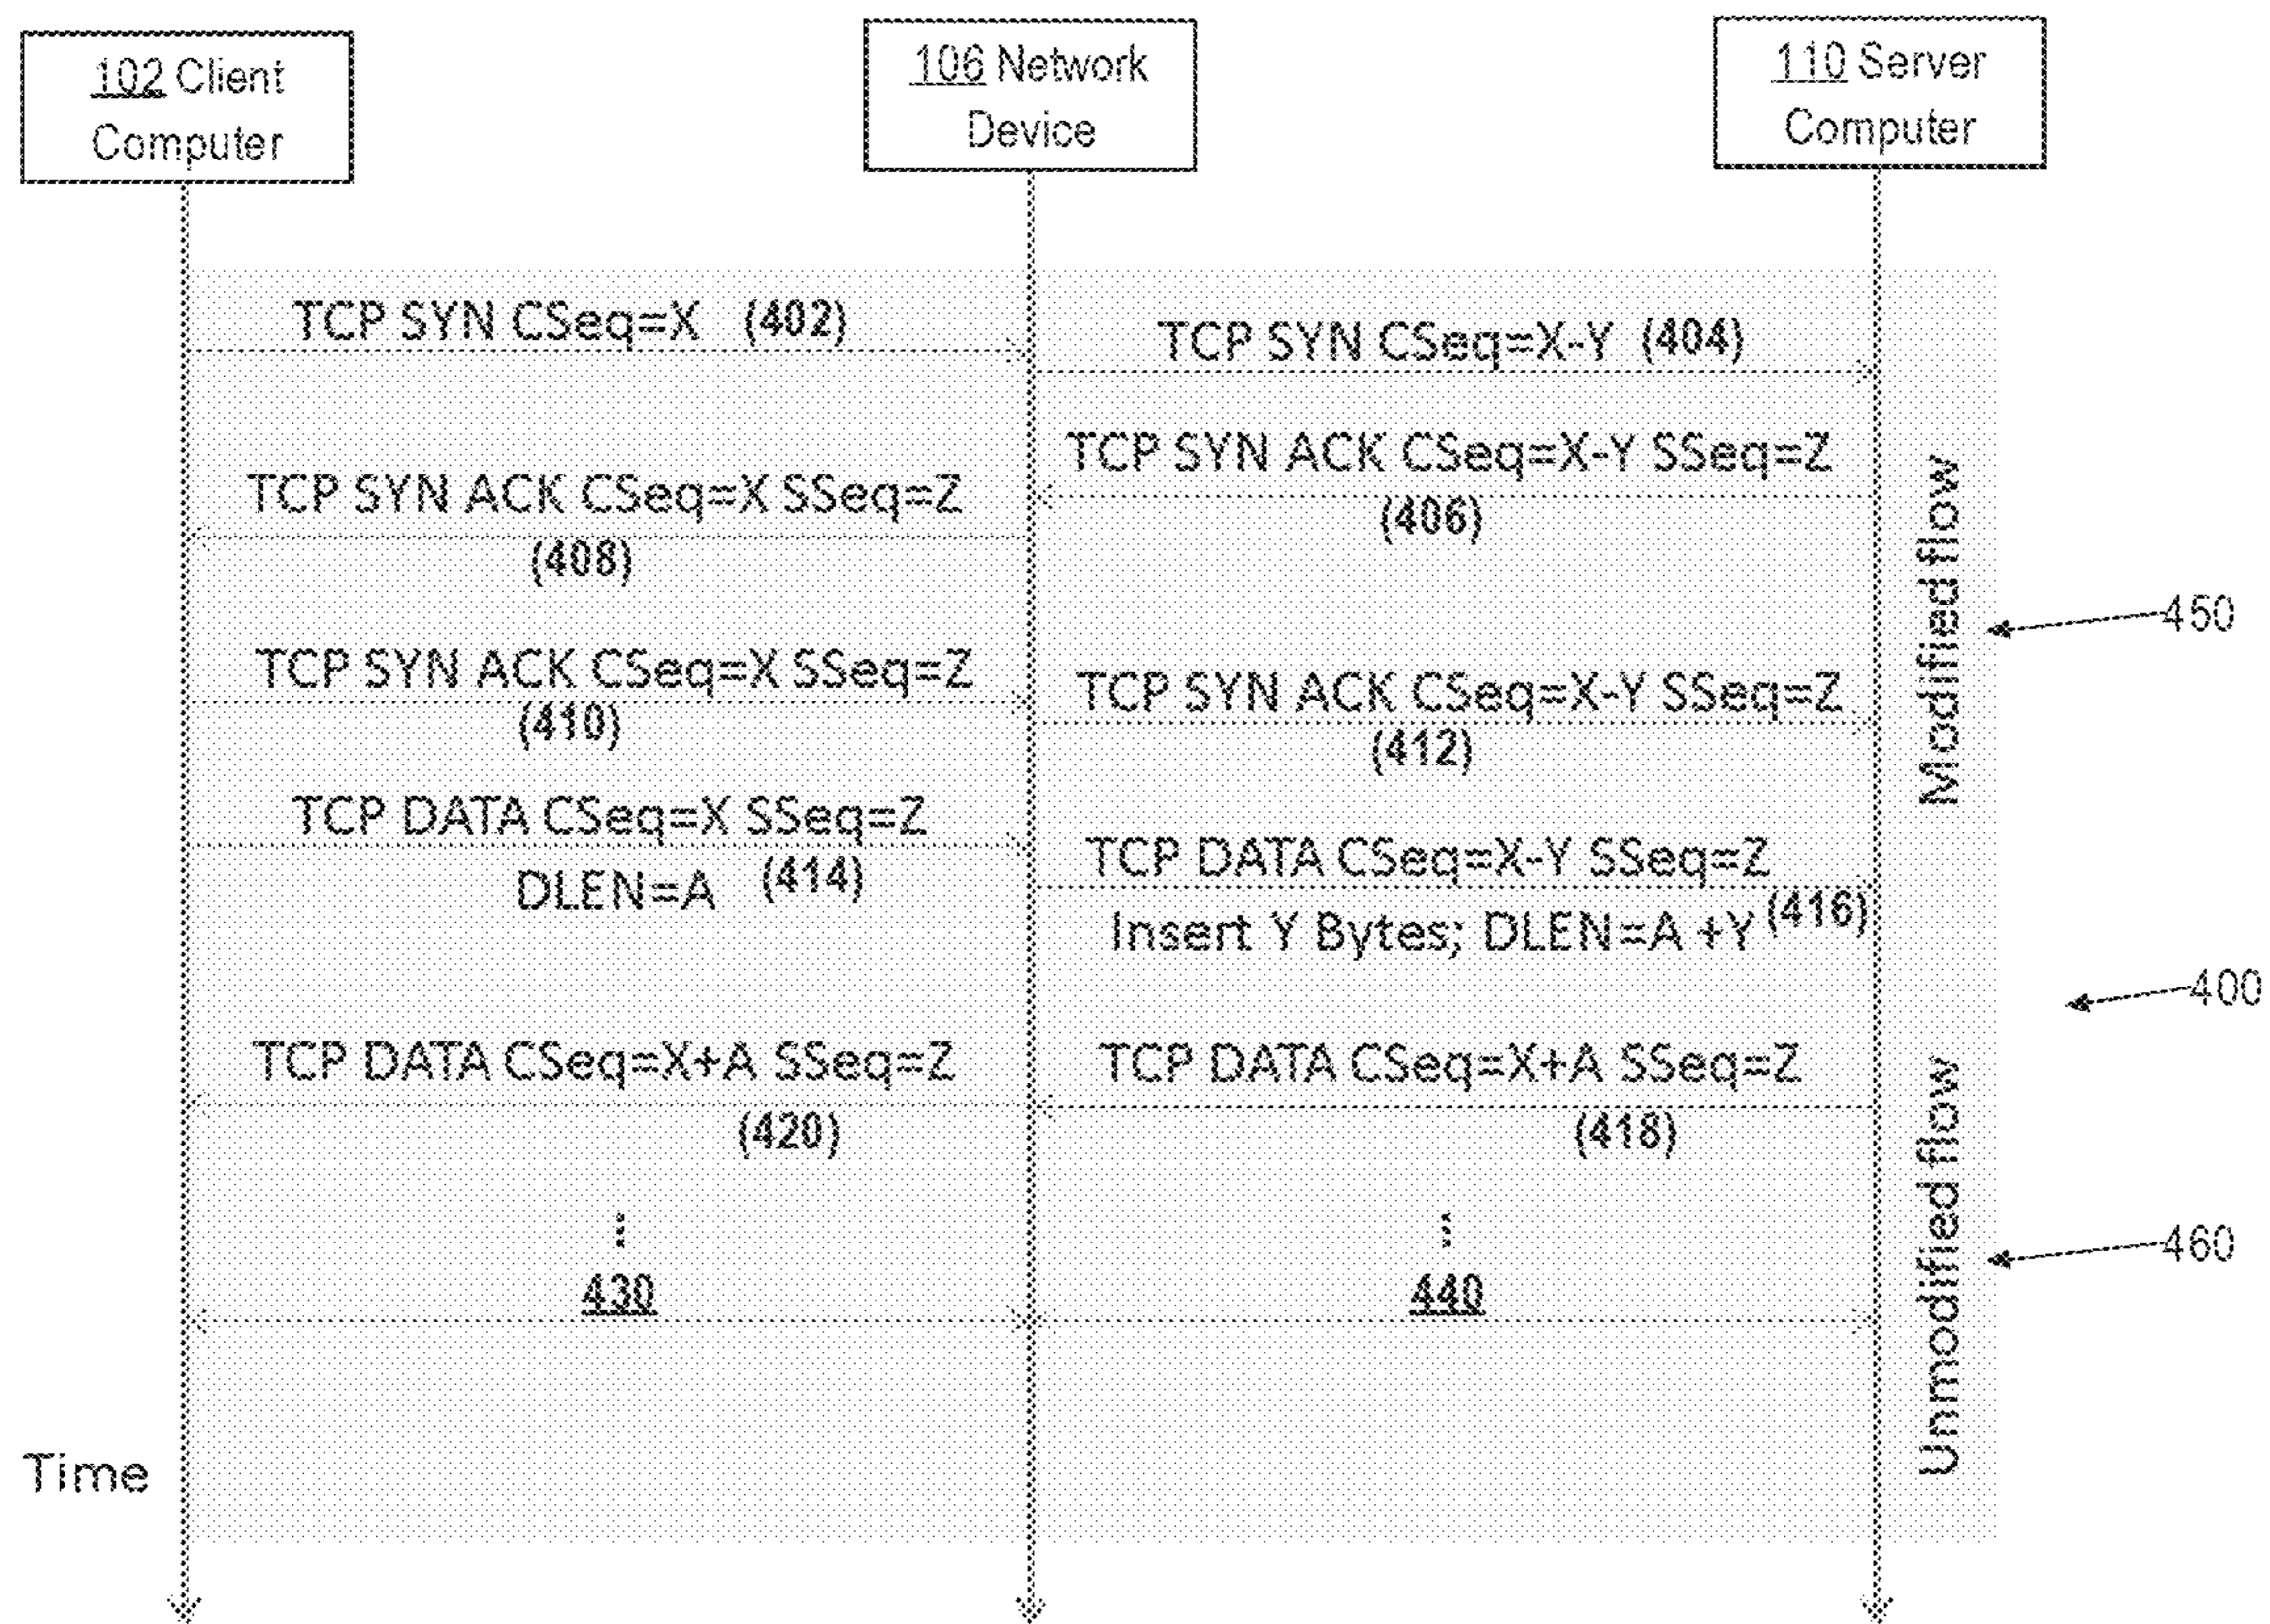 102 Client
Computer
106 Network
Device
110 Server
Computer
TCP SYN CSeq=X (402)
TCP SYN CSeq=X-Y (404)
TCP SYN ACK CSeq=X-Y SSeq=Z
(406)
TCP SYN ACK CSeq=X SSeq=Z
(408)
TCP SYN ACK CSeq=X SSeq=Z
(410)
TCP SYN ACK CSeq=X-Y SSeq=Z
(412)
TCP DATA CSeq=X SSeq=Z
DLEN=A (414)
TCP DATA CSeq=X-Y SSeq=Z
Insert Y Bytes; DLEN=A +Y (416)
TCP DATA CSeq=X+A SSeq=Z
(420)
TCP DATA CSeq=X+A SSeq=Z
(418)
...
430
...
440
Modified flow
450
400
Unmodified flow
460
Time